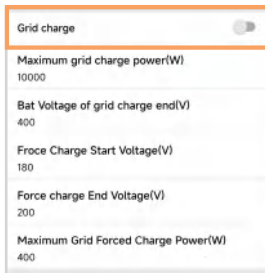 Grid charge
Maximum grid charge power(W)
10000
Bat Voltage of grid charge end(V)
400
Froce Charge Start Voltage(V)
180
Force charge End Voltage(V)
200
Maximum Grid Forced Charge Power(W)
400